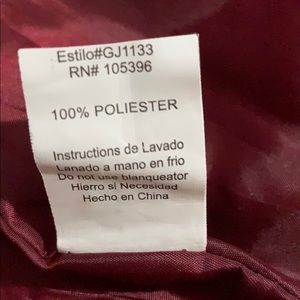 Estilo#GJ1133
RN# 105396
100% POLIESTER
Instructions de Lavado
Lanado a mano en frio
Do not use blanqueator
Hierro si Necesidad
Hecho en China